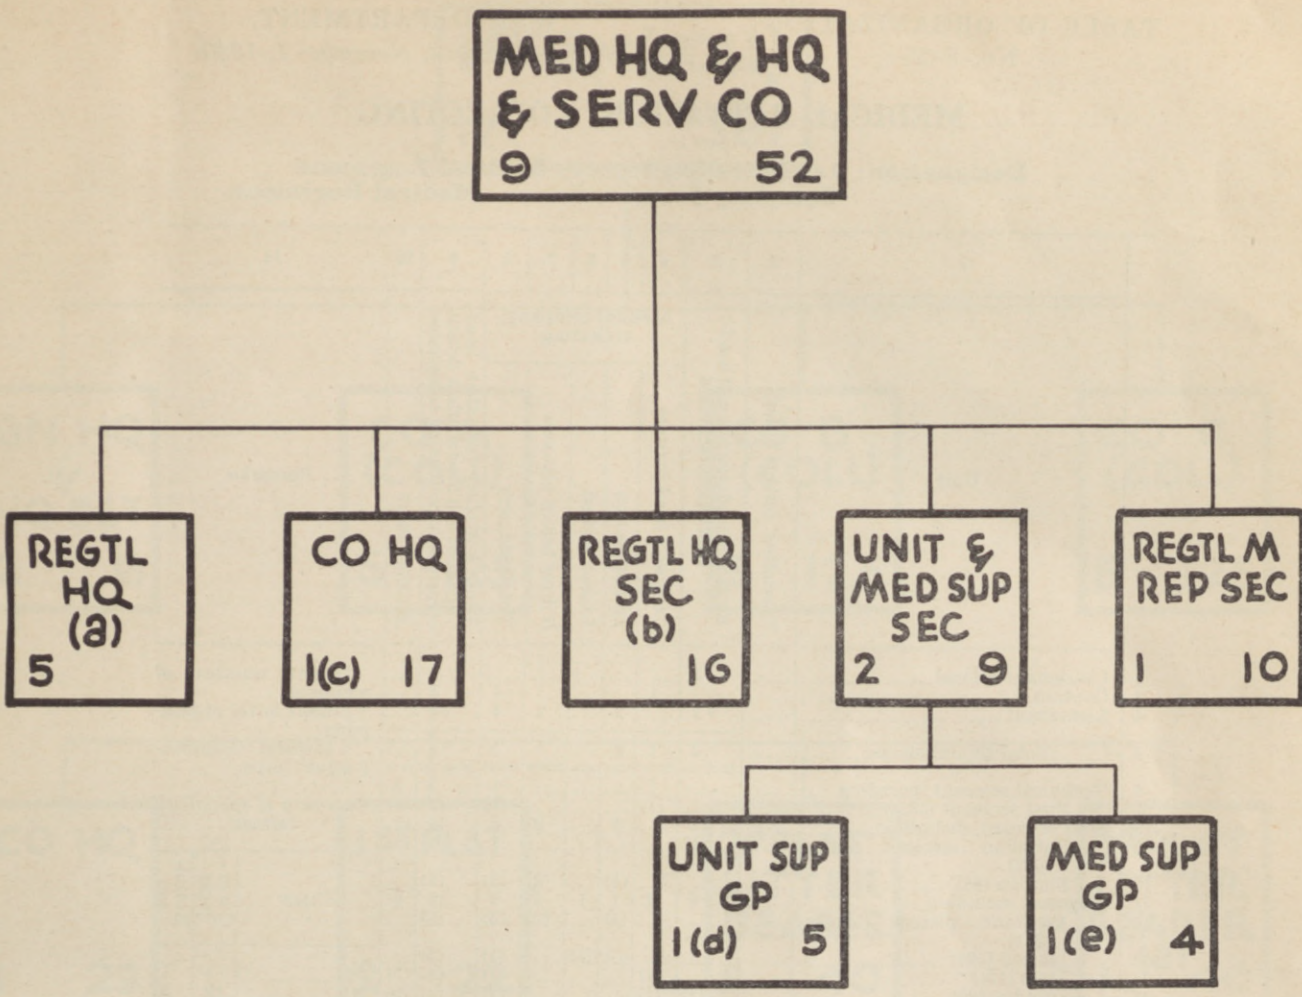 MED HQ & HQ
& SERV CO
9 52
REGTL
HQ
(a)
5
CO HQ
1(c) 17
REGTL HQ
SEC
(b)
16
UNIT &
MED SUP
SEC
2 9
REGTL M
REP SEC
1 10
UNIT SUP
GP
1(d) 5
MED SUP
GP
1(e) 4